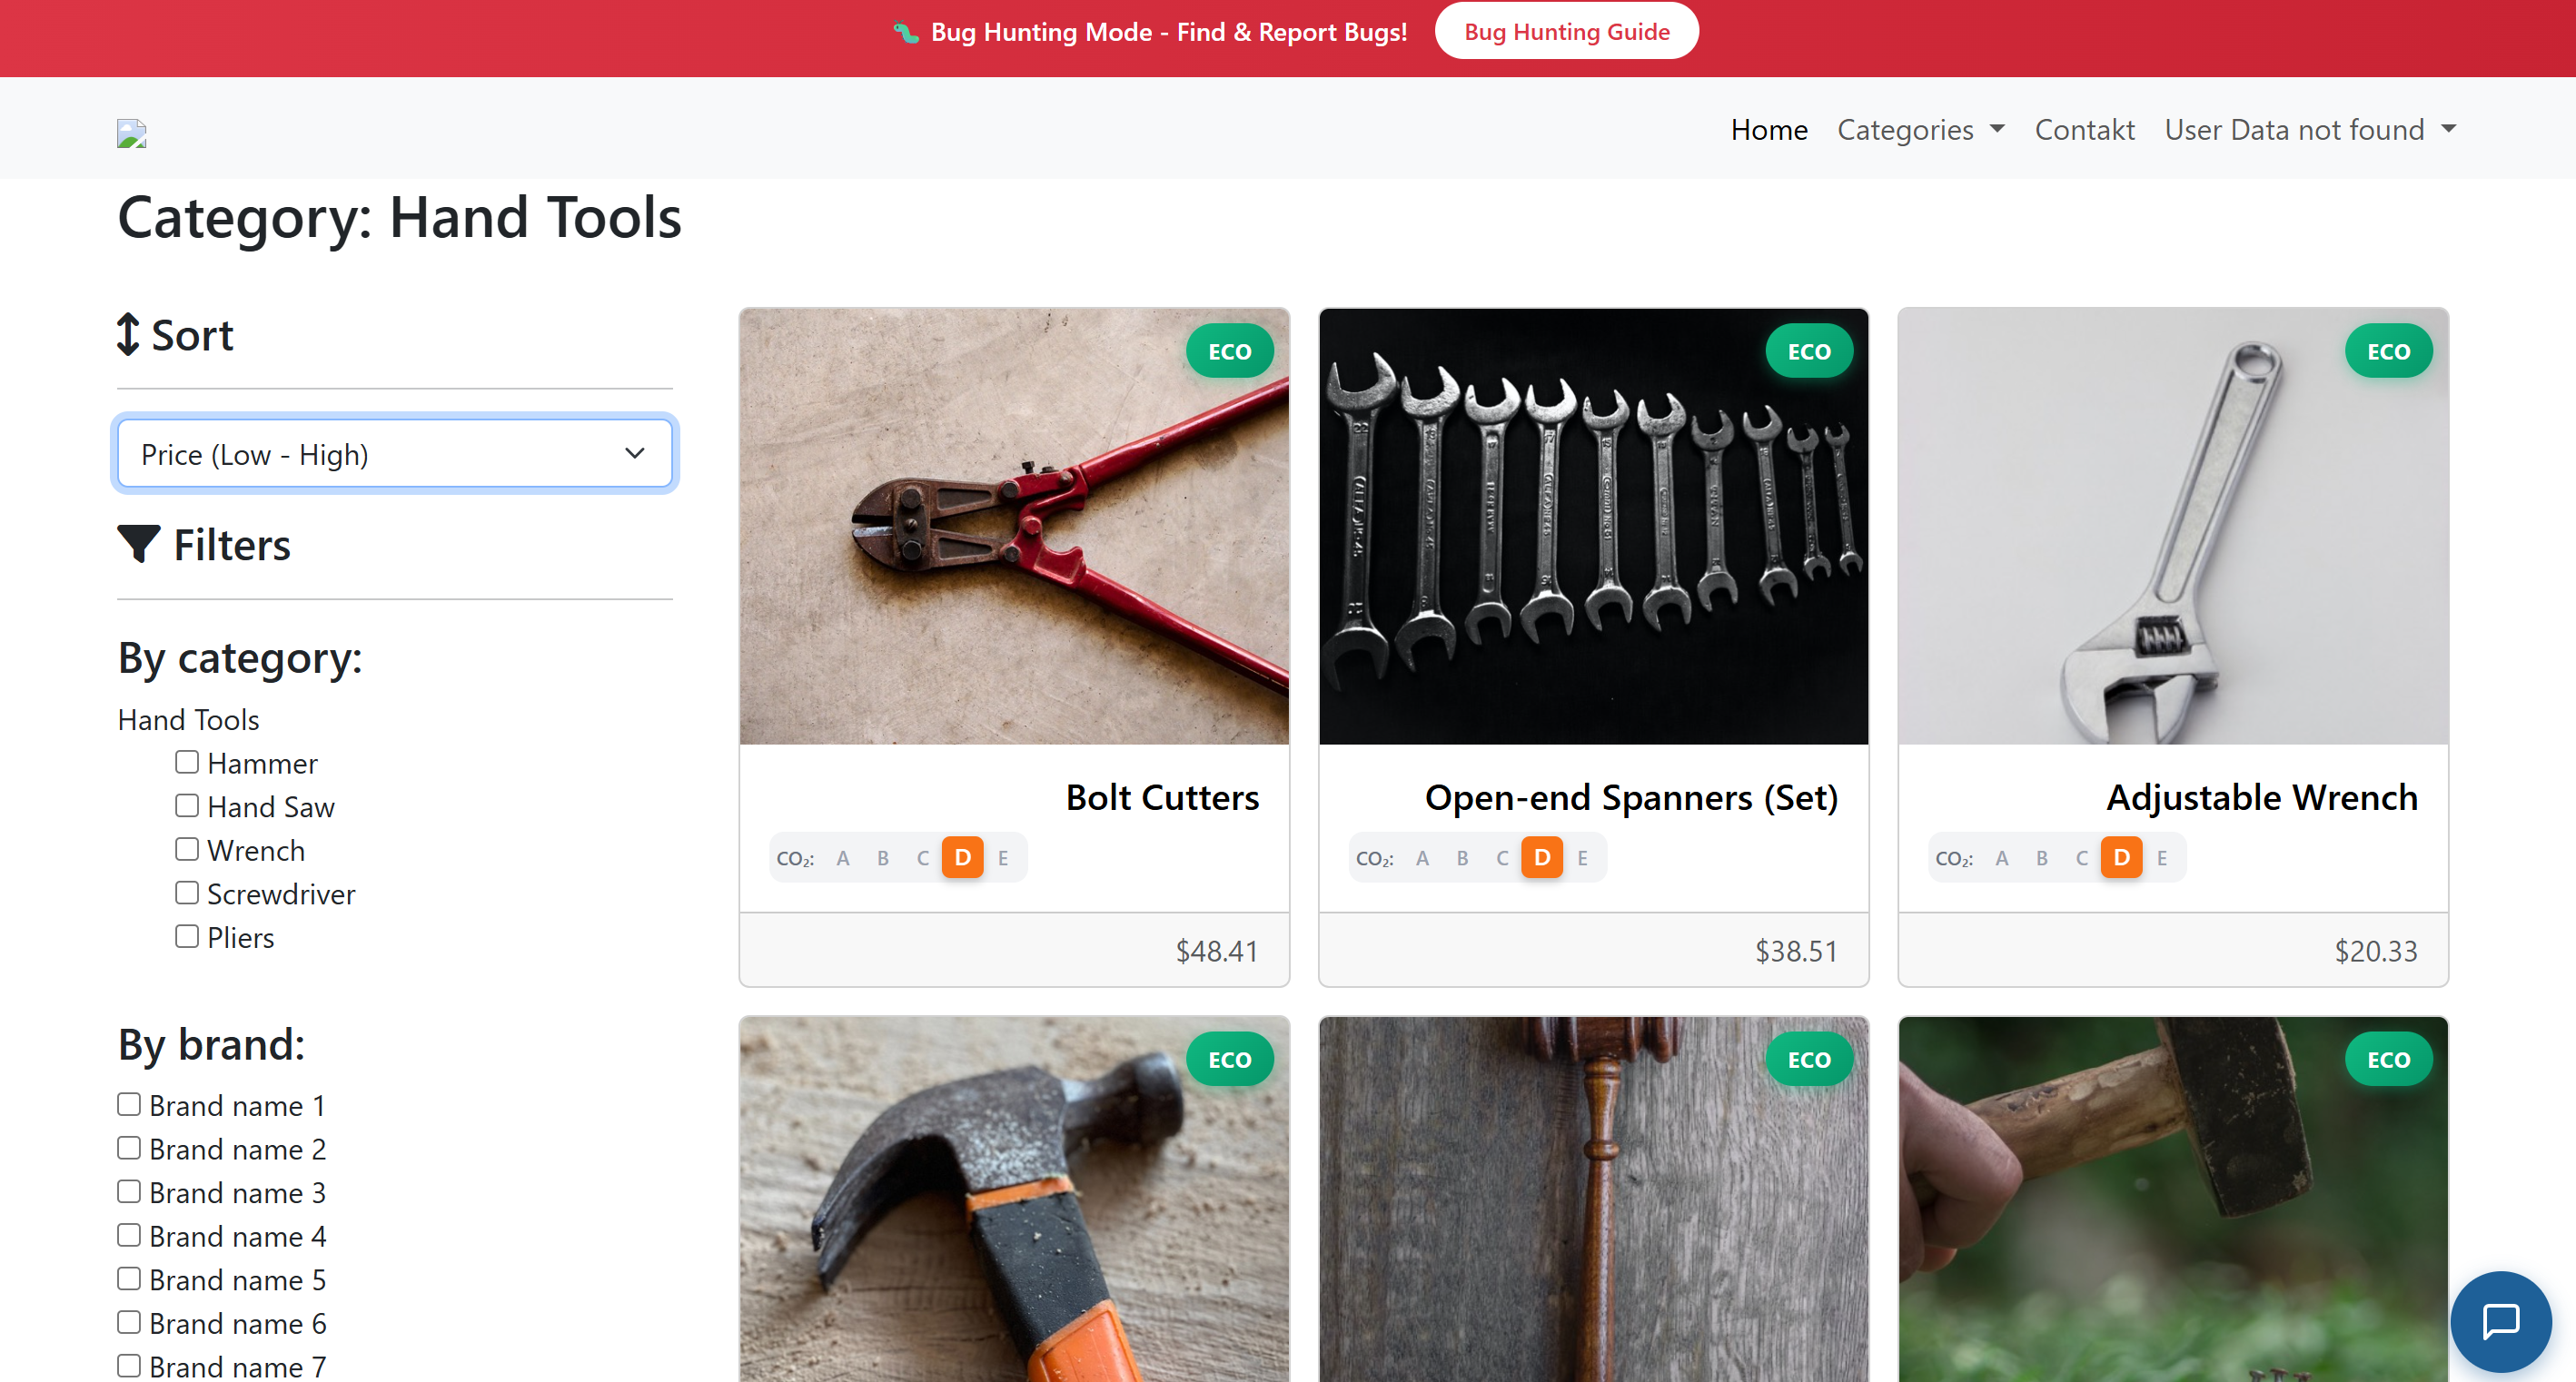 Bug Hunting Mode - Find & Report Bugs!
Bug Hunting Guide
Home
Categories
Contakt
User Data not found
Category: Hand Tools
Sort
Price (Low - High)
Filters
By category:
Hand Tools
Hammer
Hand Saw
Wrench
Screwdriver
Pliers
By brand:
Brand name 1
Brand name 2
Brand name 3
Brand name 4
Brand name 5
Brand name 6
Brand name 7
ECO
Bolt Cutters
CO₂: A B C D E
$48.41
ECO
Open-end Spanners (Set)
CO₂: A B C D E
$38.51
ECO
Adjustable Wrench
CO₂: A B C D E
$20.33
ECO
ECO
ECO